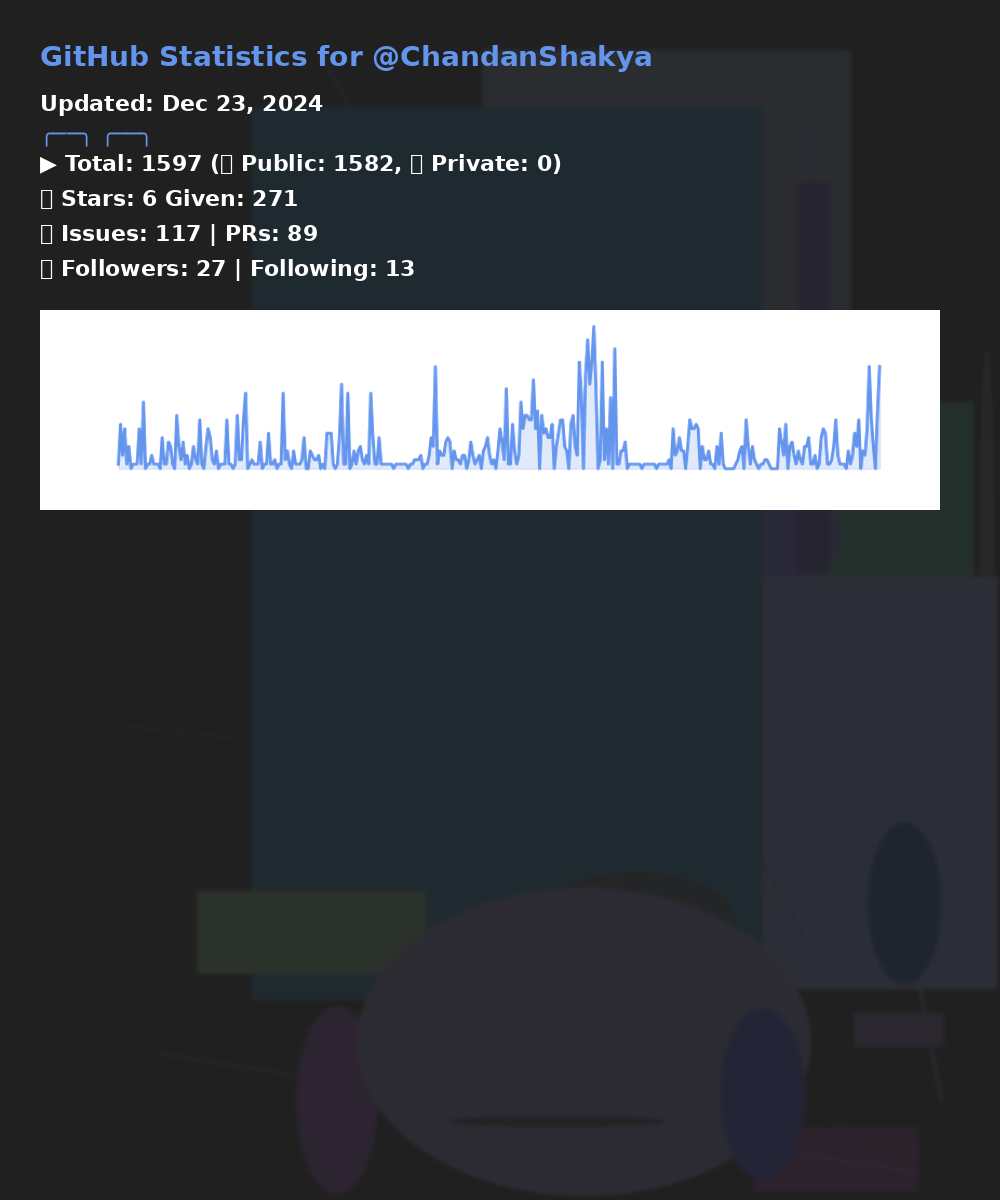 GitHub Statistics for @ChandanShakya
Updated: Dec 23, 2024
╭──╮ ╭──╮
▶ Total: 1597 (▯ Public: 1582, ▯ Private: 0)
▯ Stars: 6 Given: 271
▯ Issues: 117 | PRs: 89
▯ Followers: 27 | Following: 13